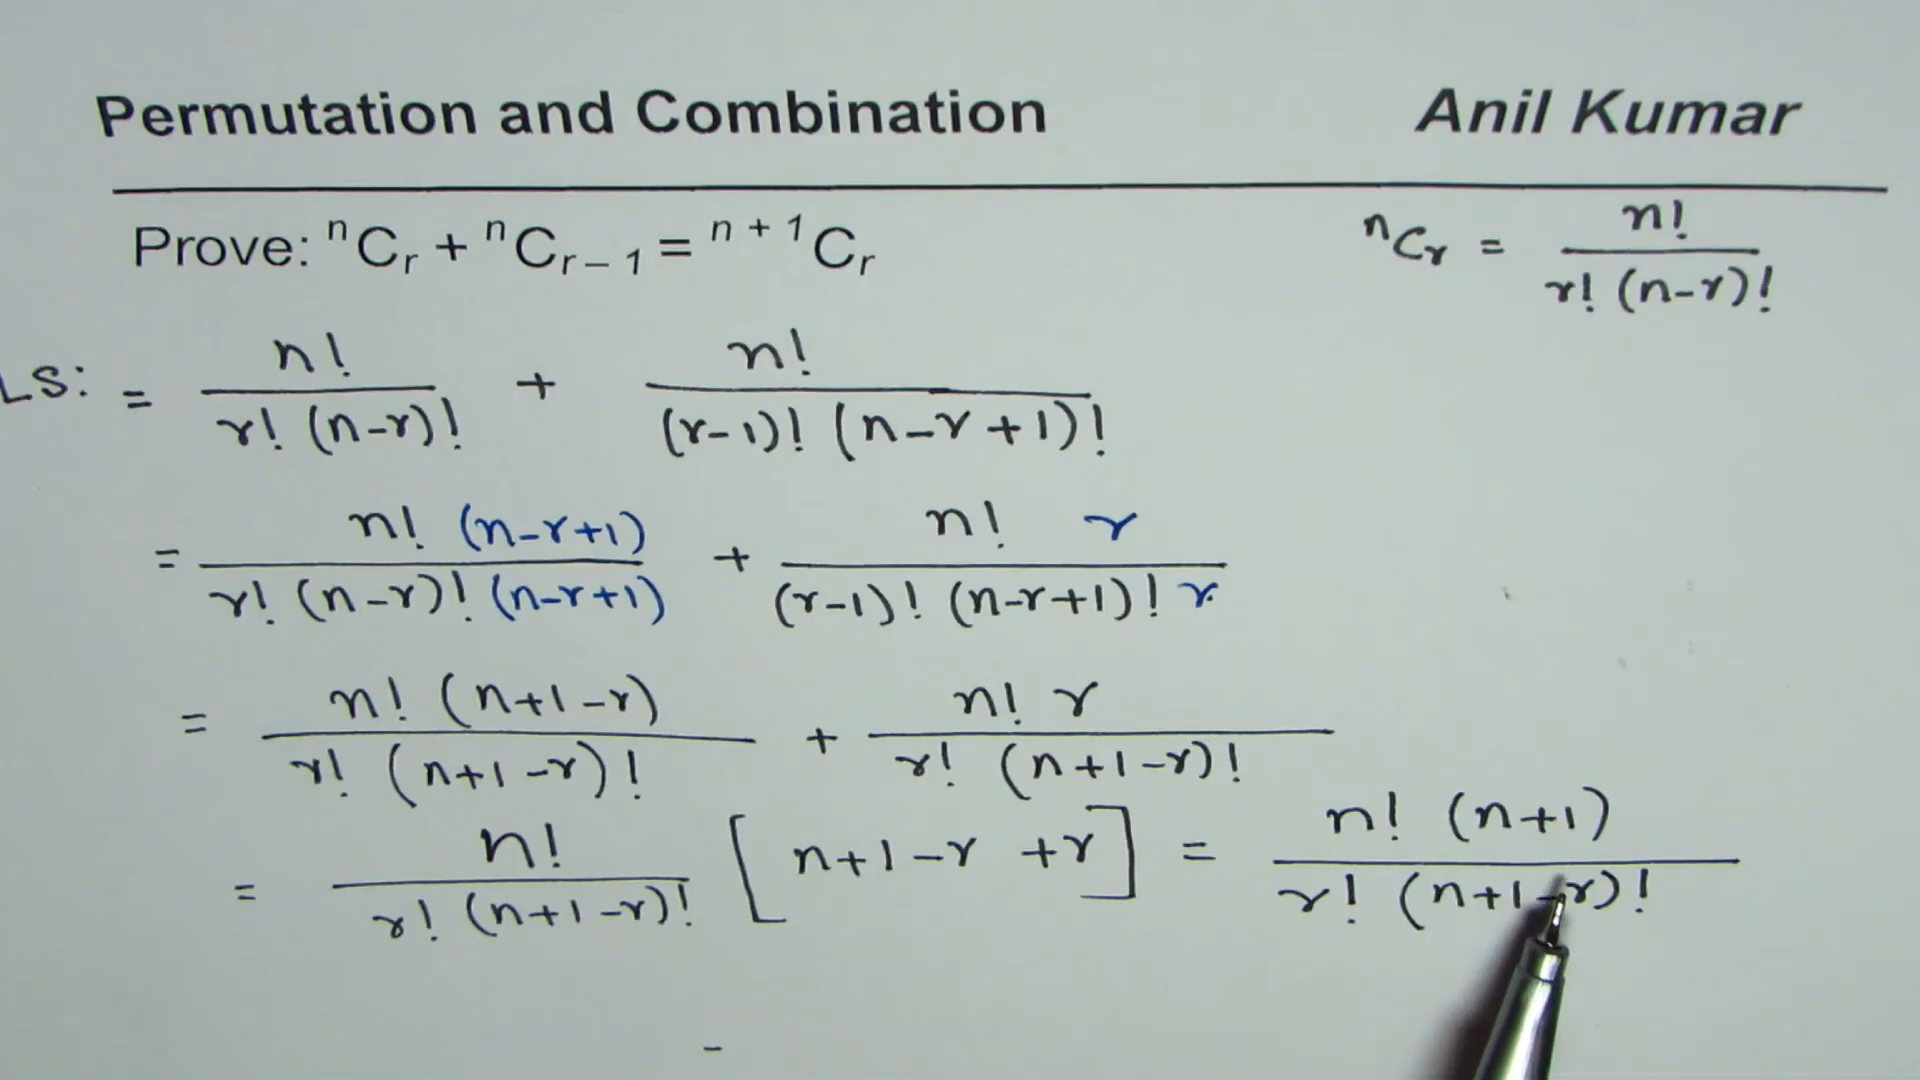 Permutation and Combination Anil Kumar
Prove: ⁿCᵣ + ⁿCᵣ₋₁ = ⁿ⁺¹Cᵣ
ⁿCᵣ = n! / r! (n-r)!
LS: = n! / r! (n-r)! + n! / (r-1)! (n-r+1)!
= n! (n-r+1) / r! (n-r)! (n-r+1) + n! r / (r-1)! (n-r+1)! r
= n! (n+1-r) / r! (n+1-r)! + n! r / r! (n+1-r)!
= n! / r! (n+1-r)! [n+1-r +r] = n! (n+1) / r! (n+1-r)!